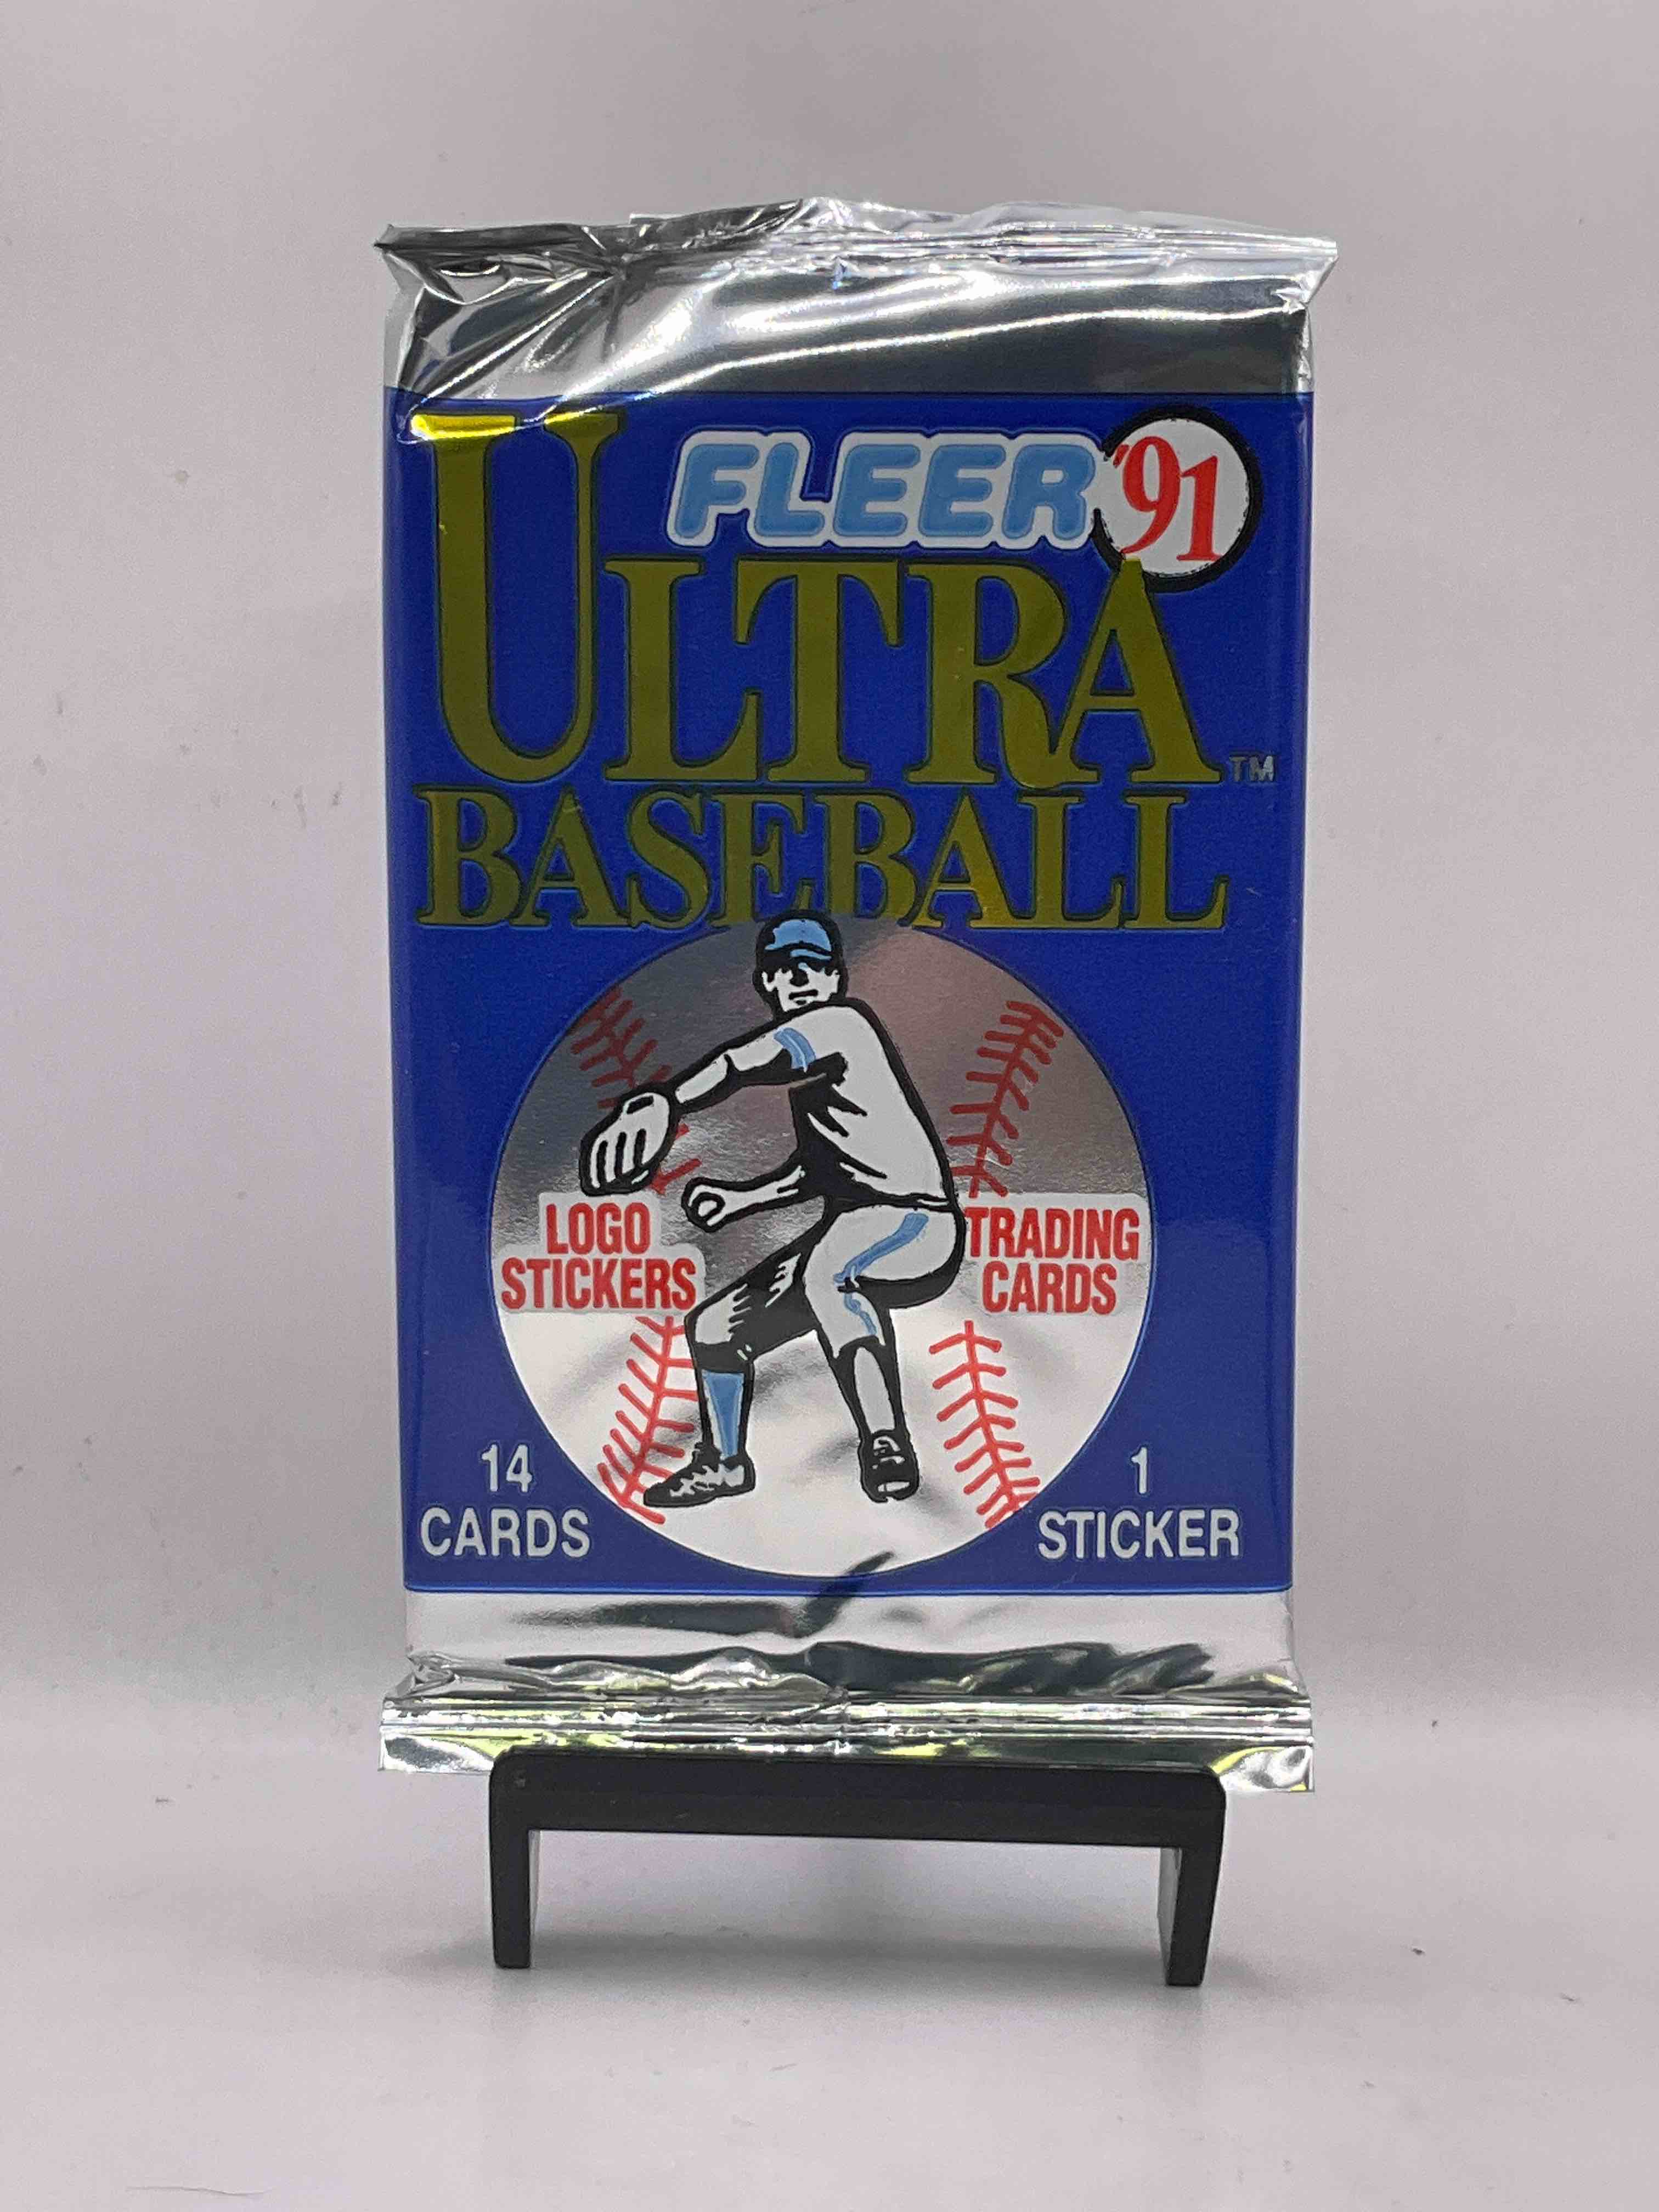 FLEER '91
ULTRA™
BASEBALL
LOGO
STICKERS
TRADING
CARDS
14
CARDS
1
STICKER